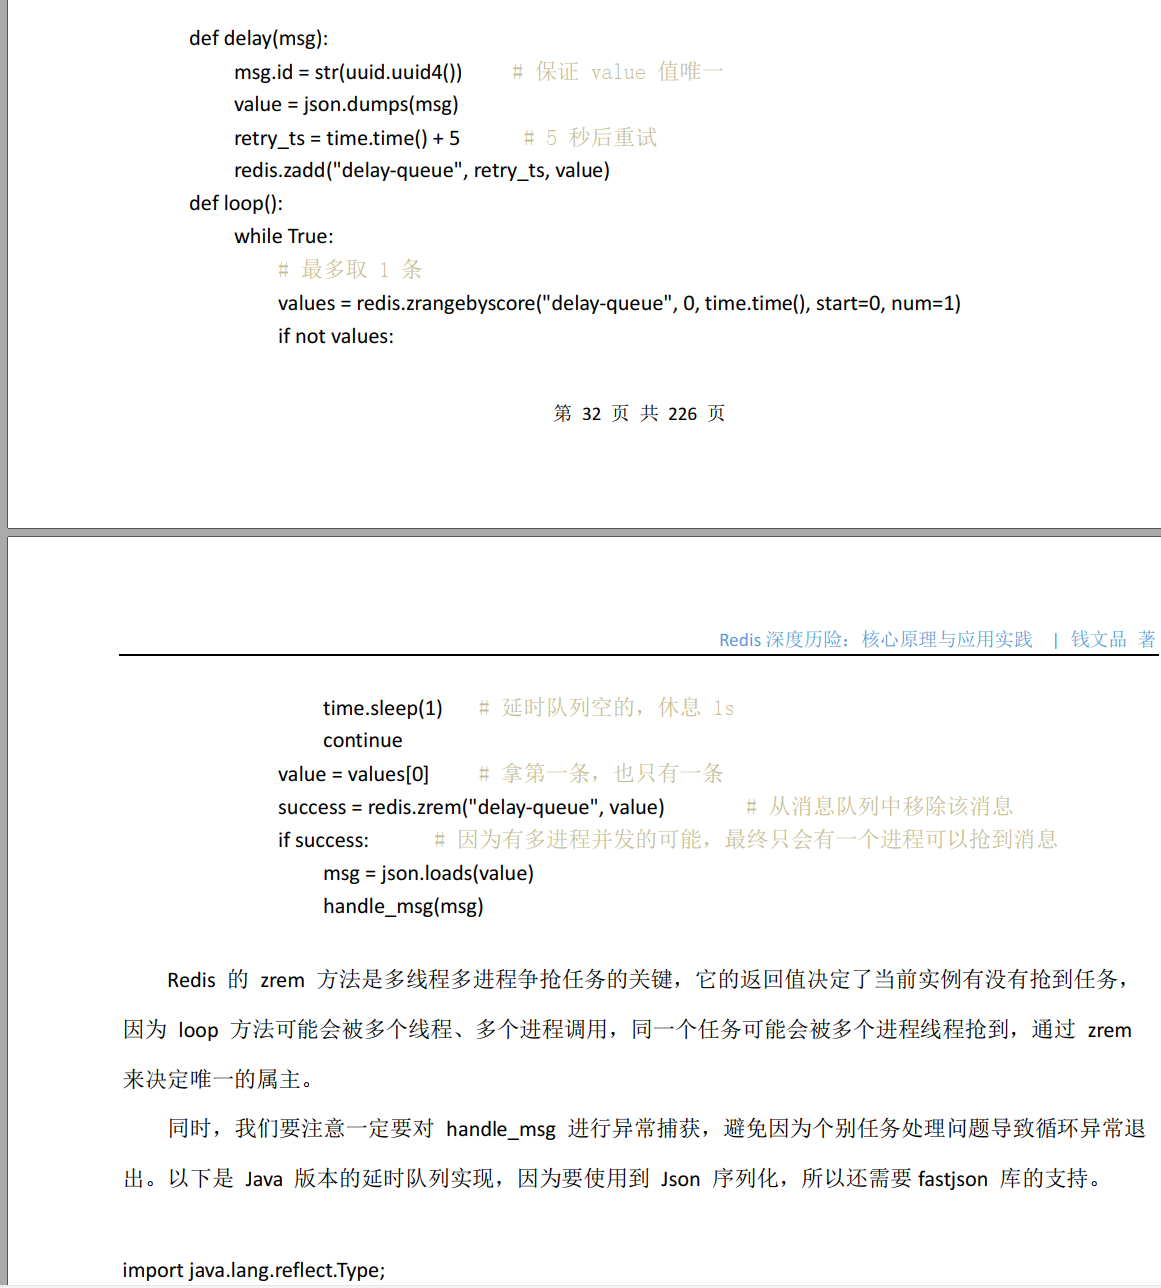 def delay(msg):
msg.id = str(uuid.uuid4()) # 保证 value 值唯一
value = json.dumps(msg)
retry_ts = time.time() + 5 # 5 秒后重试
redis.zadd("delay-queue", retry_ts, value)
def loop():
while True:
# 最多取 1 条
values = redis.zrangebyscore("delay-queue", 0, time.time(), start=0, num=1)
if not values:
第 32 页 共 226 页
Redis 深度历险：核心原理与应用实践 | 钱文品 著
time.sleep(1) # 延时队列空的，休息 1s
continue
value = values[0] # 拿第一条，也只有一条
success = redis.zrem("delay-queue", value) # 从消息队列中移除该消息
if success: # 因为有多进程并发的可能，最终只会有一个进程可以抢到消息
msg = json.loads(value)
handle_msg(msg)
Redis 的 zrem 方法是多线程多进程争抢任务的关键，它的返回值决定了当前实例有没有抢到任务，
因为 loop 方法可能会被多个线程、多个进程调用，同一个任务可能会被多个进程线程抢到，通过 zrem
来决定唯一的属主。
同时，我们要注意一定要对 handle_msg 进行异常捕获，避免因为个别任务处理问题导致循环异常退
出。以下是 Java 版本的延时队列实现，因为要使用到 Json 序列化，所以还需要 fastjson 库的支持。
import java.lang.reflect.Type;